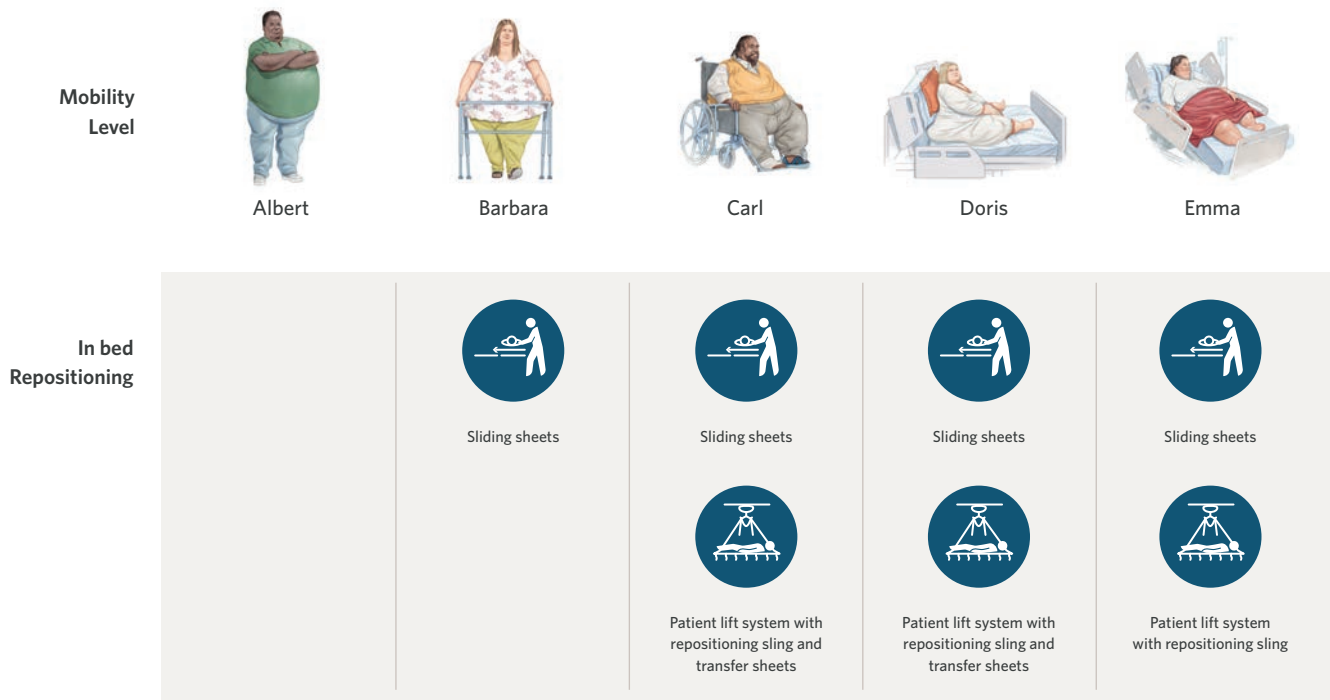 Mobility
Level
Albert
Barbara
Carl
Doris
Emma
In bed
Repositioning
Sliding sheets
Sliding sheets
Sliding sheets
Sliding sheets
Patient lift system with
repositioning sling and
transfer sheets
Patient lift system with
repositioning sling and
transfer sheets
Patient lift system
with repositioning sling